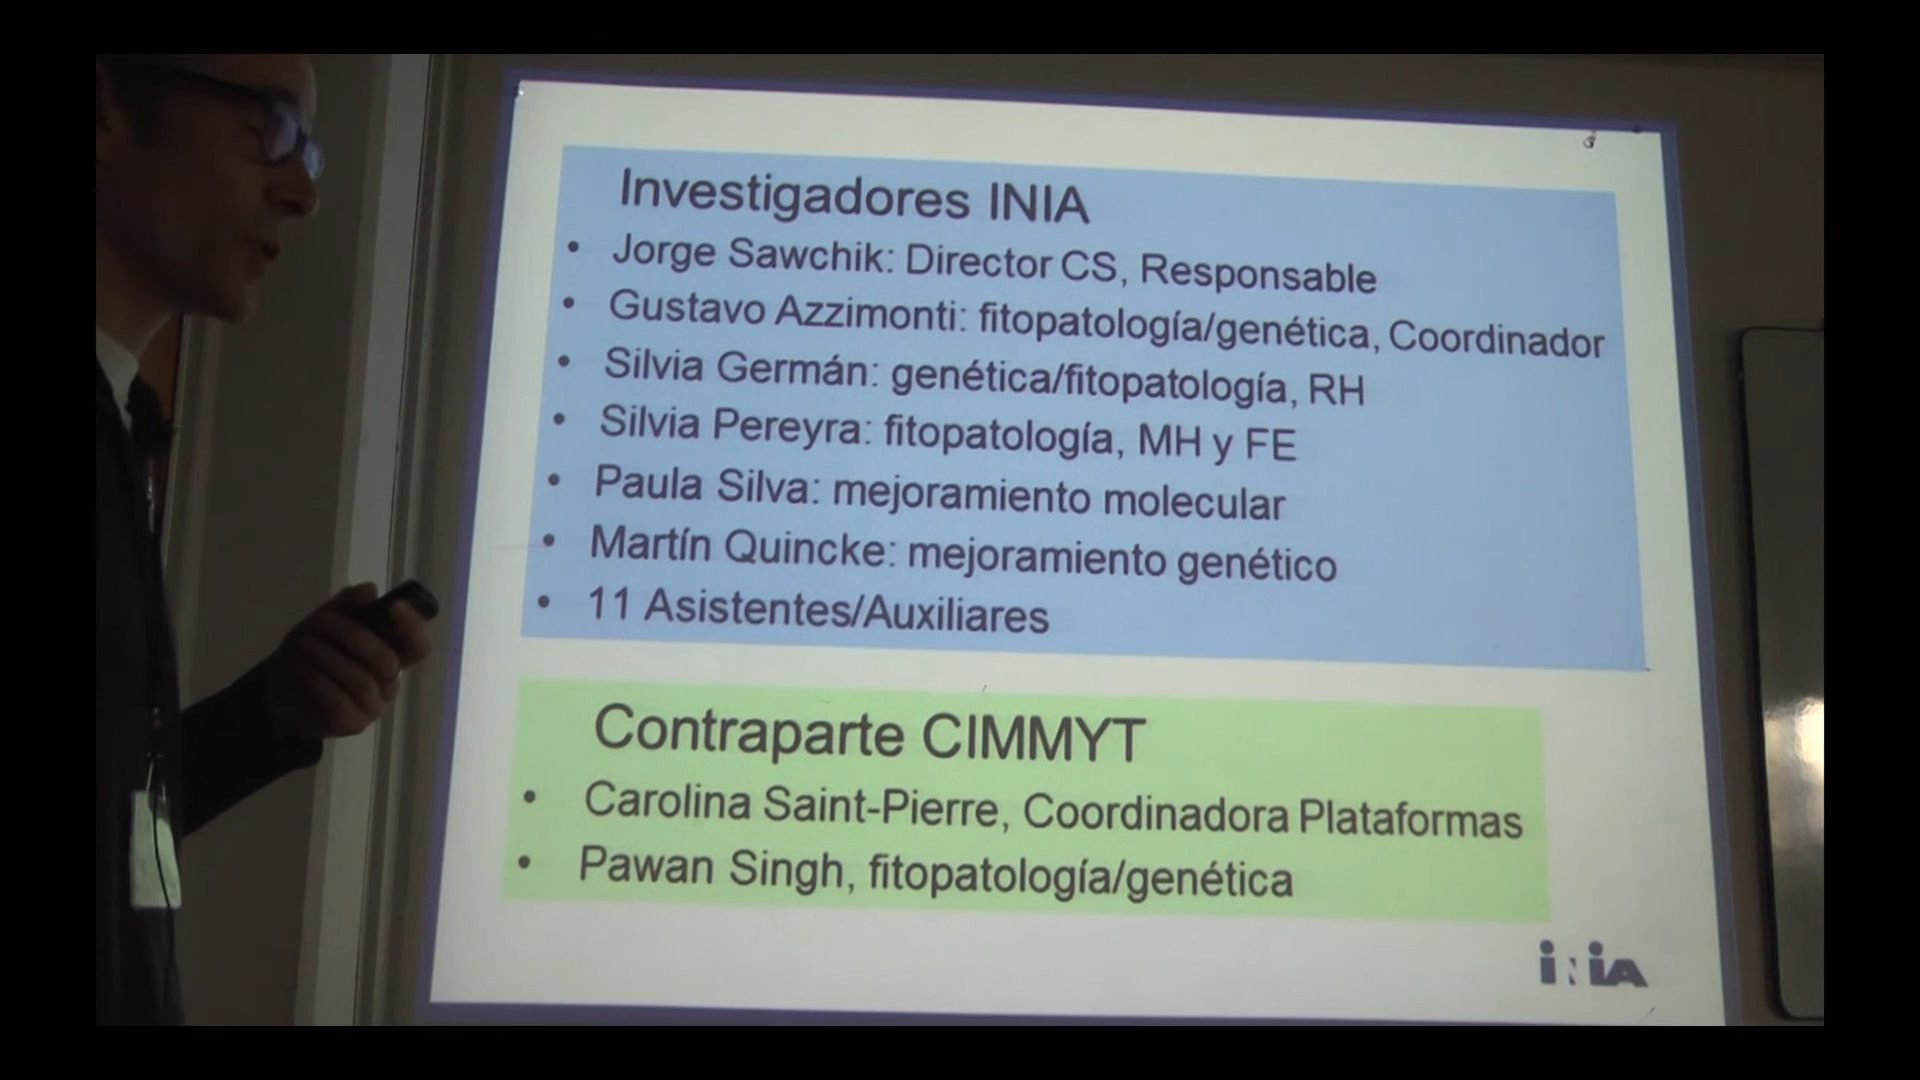 Investigadores INIA
• Jorge Sawchik: Director CS, Responsable
• Gustavo Azzimonti: fitopatología/genética, Coordinador
• Silvia Germán: genética/fitopatología, RH
• Silvia Pereyra: fitopatología, MH y FE
• Paula Silva: mejoramiento molecular
• Martín Quincke: mejoramiento genético
• 11 Asistentes/Auxiliares
Contraparte CIMMYT
• Carolina Saint-Pierre, Coordinadora Plataformas
• Pawan Singh, fitopatología/genética
iNiA